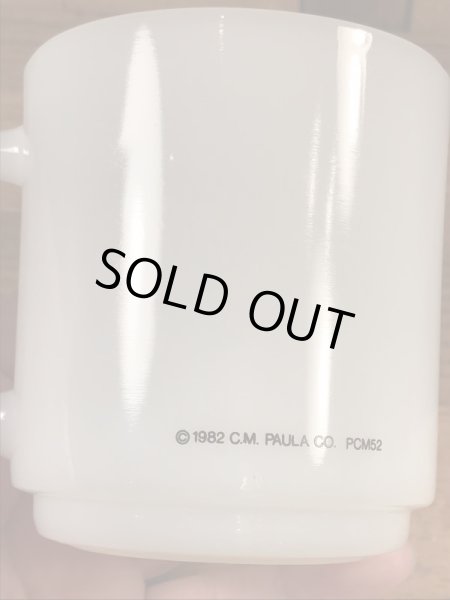 SOLD OUT
© 1982 C.M. PAULA CO. PCM52